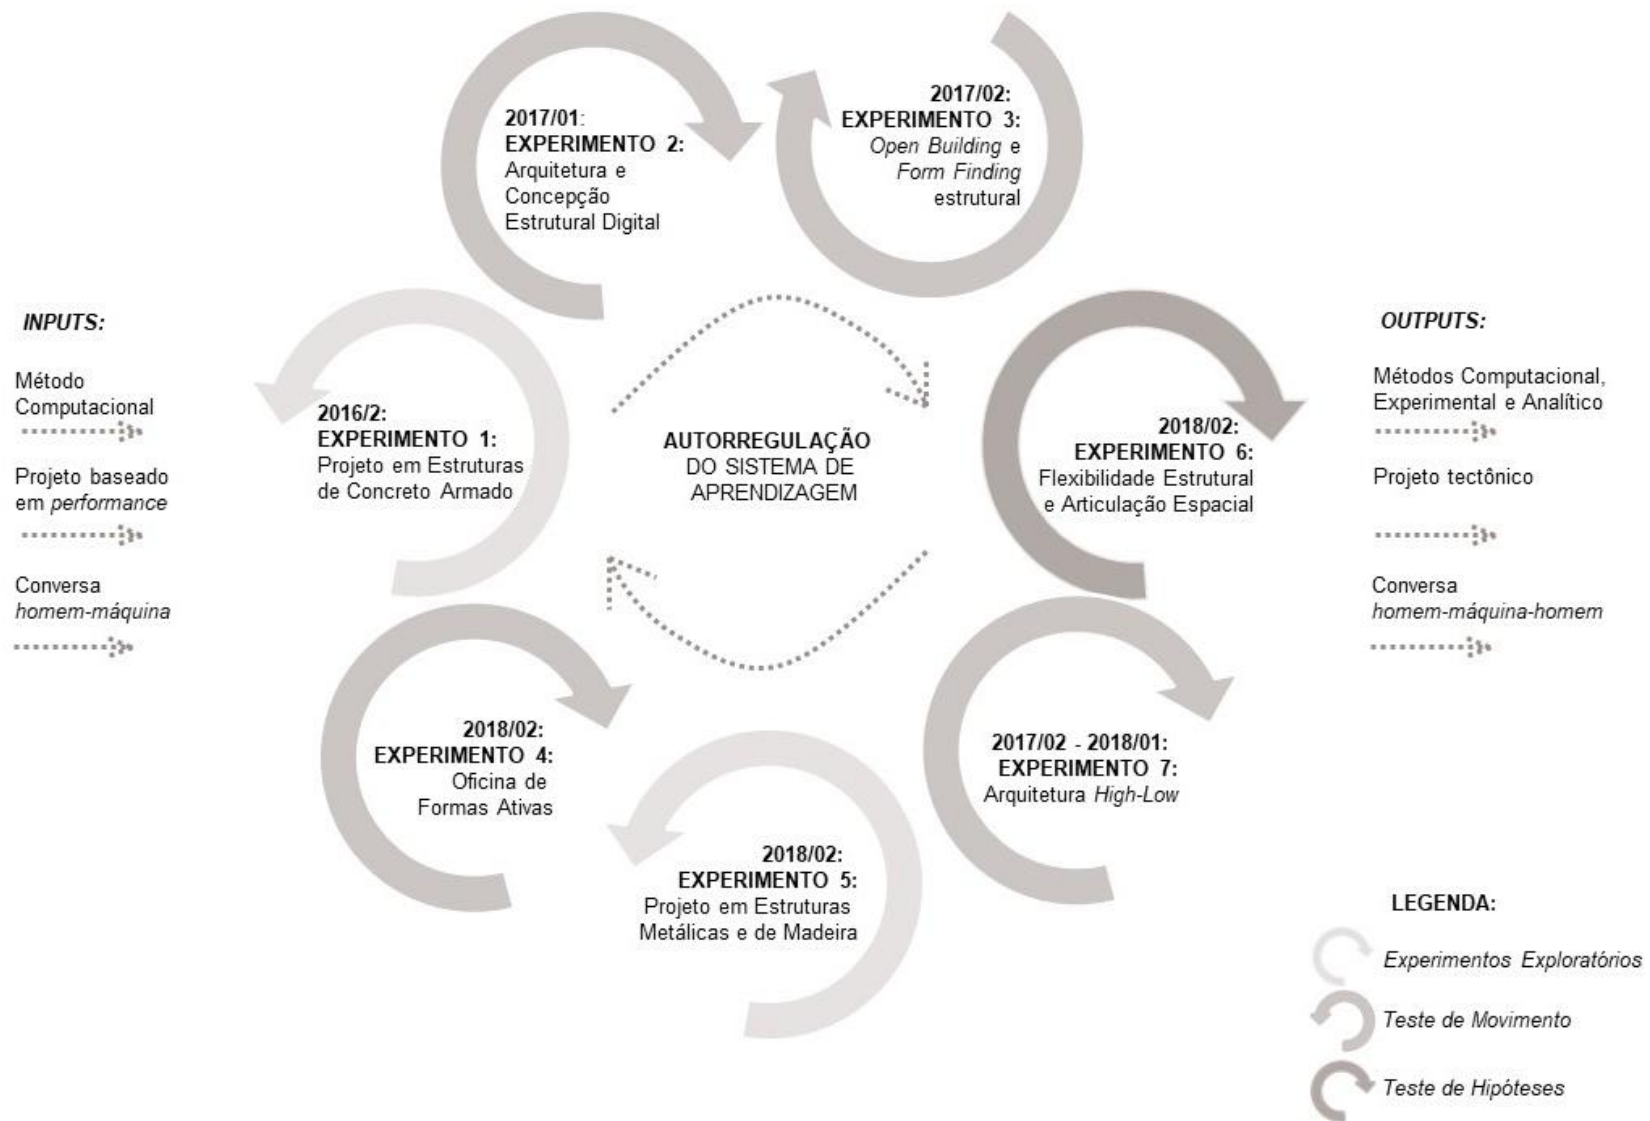 2017/01:
EXPERIMENTO 2:
Arquitetura e
Concepção
Estrutural Digital
2017/02:
EXPERIMENTO 3:
Open Building e
Form Finding
estrutural
INPUTS:
Método
Computacional
Projeto baseado
em performance
Conversa
homem-máquina
2016/2:
EXPERIMENTO 1:
Projeto em Estruturas
de Concreto Armado
AUTORREGULAÇÃO
DO SISTEMA DE
APRENDIZAGEM
2018/02:
EXPERIMENTO 6:
Flexibilidade Estrutural
e Articulação Espacial
OUTPUTS:
Métodos Computacional,
Experimental e Analítico
Projeto tectônico
Conversa
homem-máquina-homem
2018/02:
EXPERIMENTO 4:
Oficina de
Formas Ativas
2018/02:
EXPERIMENTO 5:
Projeto em Estruturas
Metálicas e de Madeira
2017/02 - 2018/01:
EXPERIMENTO 7:
Arquitetura High-Low
LEGENDA:
Experimentos Exploratórios
Teste de Movimento
Teste de Hipóteses